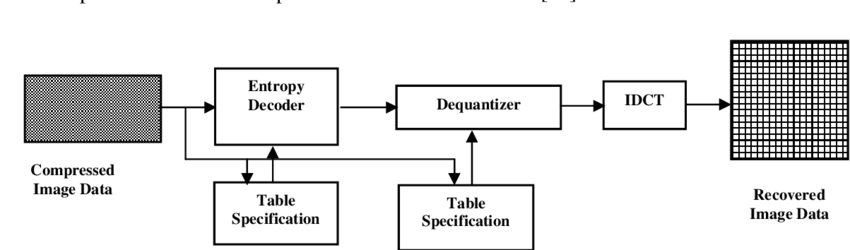 Entropy
Decoder
Dequantizer
IDCT
Compressed
Image Data
Table
Specification
Table
Specification
Recovered
Image Data